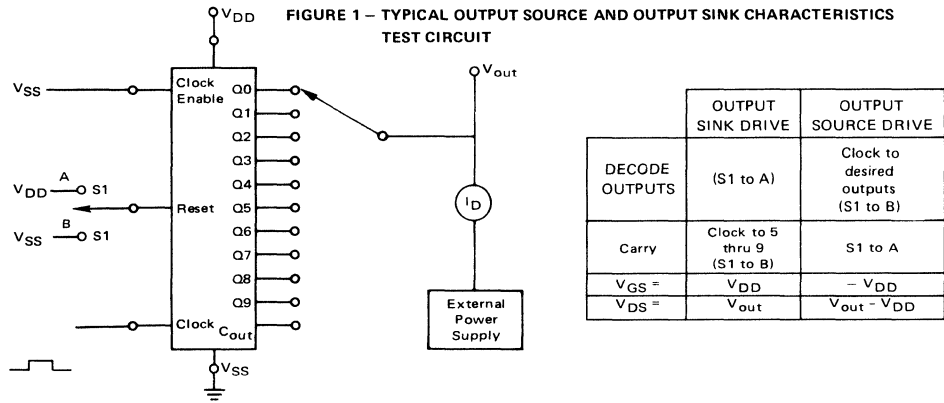 FIGURE 1 – TYPICAL OUTPUT SOURCE AND OUTPUT SINK CHARACTERISTICS
TEST CIRCUIT
VDD
Vout
VSS
Clock
Enable
Q0
Q1
Q2
Q3
Q4
Q5
Q6
Q7
Q8
Q9
Cout
A
VDD
S1
Reset
B
VSS
S1
Clock
VSS
ID
External
Power
Supply
OUTPUT
SINK DRIVE
OUTPUT
SOURCE DRIVE
DECODE
OUTPUTS
(S1 to A)
Clock to
desired
outputs
(S1 to B)
Carry
Clock to 5
thru 9
(S1 to B)
S1 to A
VGS =
VDD
– VDD
VDS =
Vout
Vout - VDD